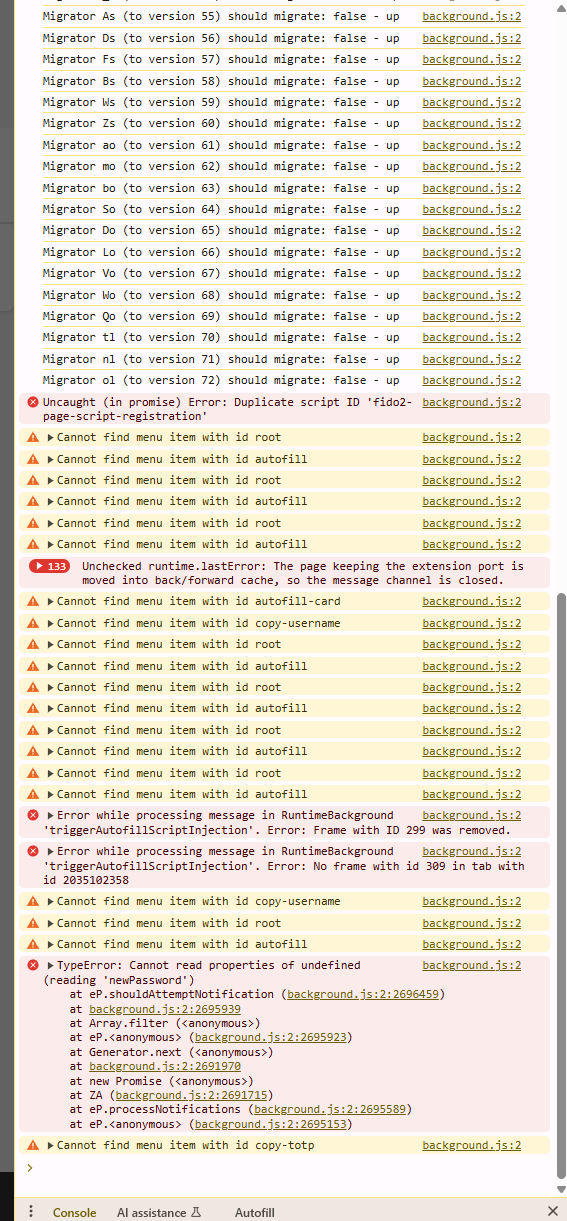 Migrator As (to version 55) should migrate: false - up background.js:2
Migrator Ds (to version 56) should migrate: false - up background.js:2
Migrator Fs (to version 57) should migrate: false - up background.js:2
Migrator Bs (to version 58) should migrate: false - up background.js:2
Migrator Ws (to version 59) should migrate: false - up background.js:2
Migrator Zs (to version 60) should migrate: false - up background.js:2
Migrator ao (to version 61) should migrate: false - up background.js:2
Migrator mo (to version 62) should migrate: false - up background.js:2
Migrator bo (to version 63) should migrate: false - up background.js:2
Migrator So (to version 64) should migrate: false - up background.js:2
Migrator Do (to version 65) should migrate: false - up background.js:2
Migrator Lo (to version 66) should migrate: false - up background.js:2
Migrator Vo (to version 67) should migrate: false - up background.js:2
Migrator Wo (to version 68) should migrate: false - up background.js:2
Migrator Qo (to version 69) should migrate: false - up background.js:2
Migrator tl (to version 70) should migrate: false - up background.js:2
Migrator nl (to version 71) should migrate: false - up background.js:2
Migrator ol (to version 72) should migrate: false - up background.js:2
Uncaught (in promise) Error: Duplicate script ID 'fido2- background.js:2
page-script-registration'
Cannot find menu item with id root background.js:2
Cannot find menu item with id autofill background.js:2
Cannot find menu item with id root background.js:2
Cannot find menu item with id autofill background.js:2
Cannot find menu item with id root background.js:2
Cannot find menu item with id autofill background.js:2
133 Unchecked runtime.lastError: The page keeping the extension port is
moved into back/forward cache, so the message channel is closed.
Cannot find menu item with id autofill-card background.js:2
Cannot find menu item with id copy-username background.js:2
Cannot find menu item with id root background.js:2
Cannot find menu item with id autofill background.js:2
Cannot find menu item with id root background.js:2
Cannot find menu item with id autofill background.js:2
Cannot find menu item with id root background.js:2
Cannot find menu item with id autofill background.js:2
Cannot find menu item with id root background.js:2
Cannot find menu item with id autofill background.js:2
Error while processing message in RuntimeBackground background.js:2
'triggerAutofillScriptInjection'. Error: Frame with ID 299 was removed.
Error while processing message in RuntimeBackground background.js:2
'triggerAutofillScriptInjection'. Error: No frame with id 309 in tab with
id 2035102358
Cannot find menu item with id copy-username background.js:2
Cannot find menu item with id root background.js:2
Cannot find menu item with id autofill background.js:2
TypeError: Cannot read properties of undefined background.js:2
(reading 'newPassword')
at eP.shouldAttemptNotification (background.js:2:2696459)
at background.js:2:2695939
at Array.filter (<anonymous>)
at eP.<anonymous> (background.js:2:2695923)
at Generator.next (<anonymous>)
at background.js:2:2691970
at new Promise (<anonymous>)
at ZA (background.js:2:2691715)
at eP.processNotifications (background.js:2:2695589)
at eP.<anonymous> (background.js:2:2695153)
Cannot find menu item with id copy-totp background.js:2
Console AI assistance Autofill